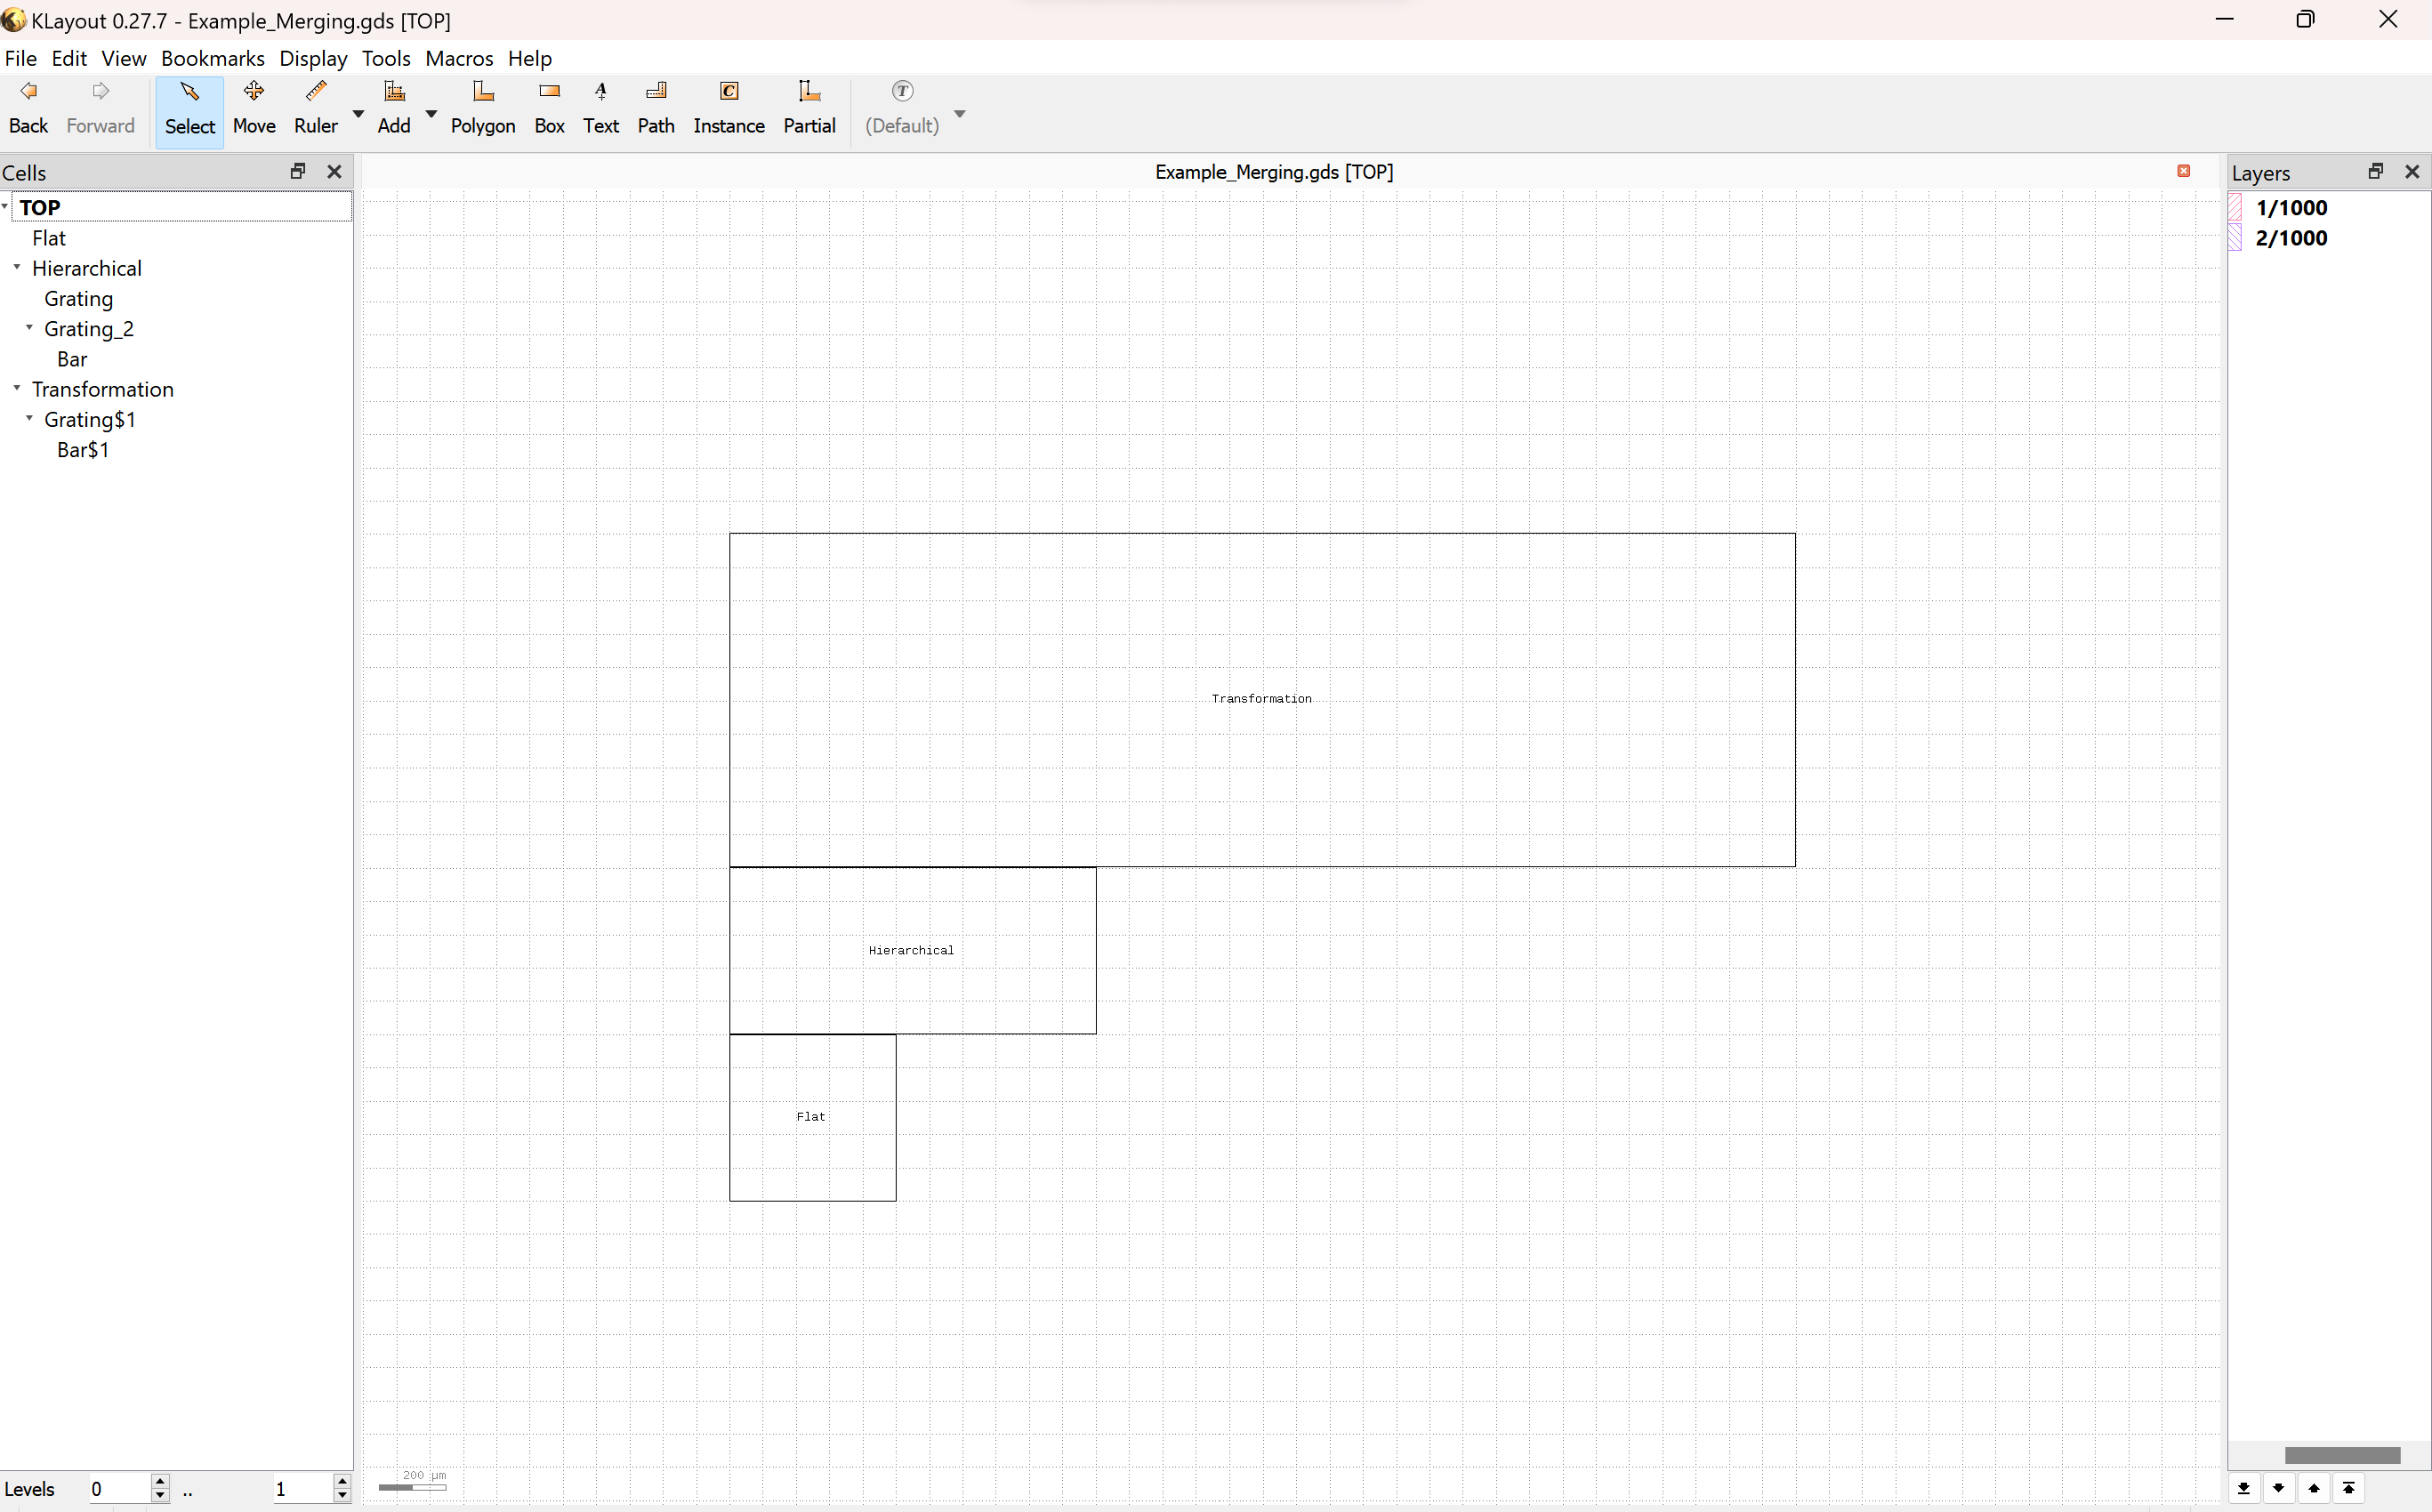 KLayout 0.27.7 - Example_Merging.gds [TOP]
File Edit View Bookmarks Display Tools Macros Help
Back Forward Select Move Ruler Add Polygon Box Text Path Instance Partial (Default)
Cells
Example_Merging.gds [TOP]
Layers
TOP
Flat
Hierarchical
Grating
Grating_2
Bar
Transformation
Grating$1
Bar$1
1/1000
2/1000
Transformation
Hierarchical
Flat
200 µm
Levels 0 .. 1